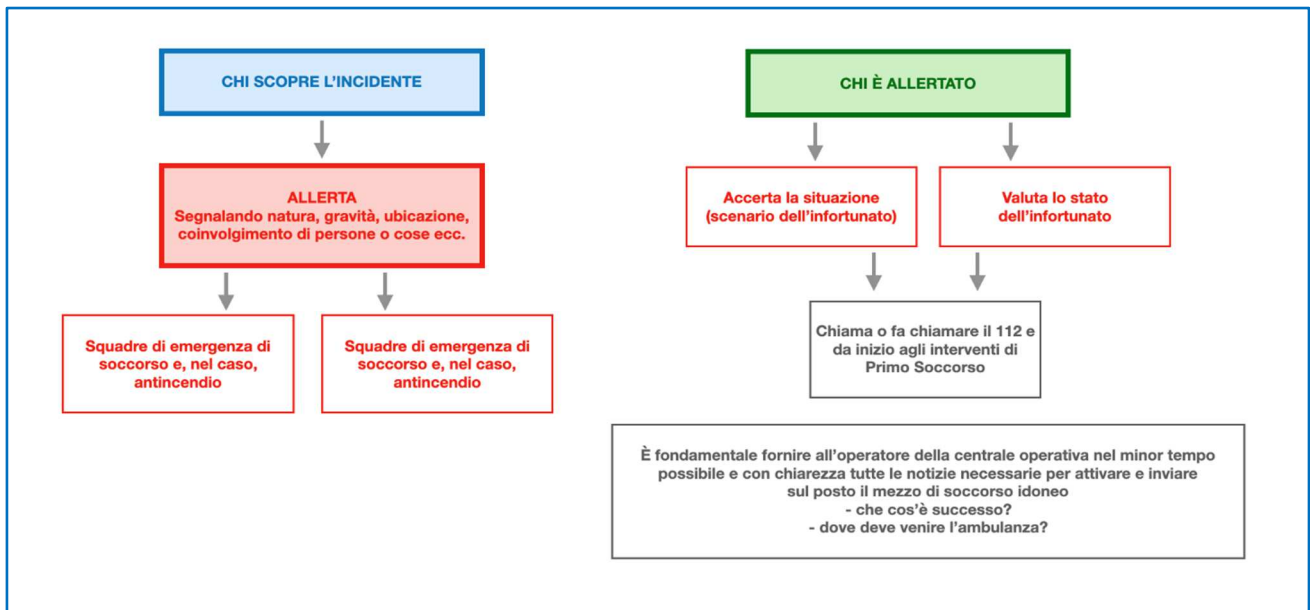 CHI SCOPRE L'INCIDENTE
ALLERTA
Segnalando natura, gravità, ubicazione,
coinvolgimento di persone o cose ecc.
Squadre di emergenza di
soccorso e, nel caso,
antincendio
Squadre di emergenza di
soccorso e, nel caso,
antincendio
CHI È ALLERTATO
Accerta la situazione
(scenario dell'infortunato)
Valuta lo stato
dell'infortunato
Chiama o fa chiamare il 112 e
da inizio agli interventi di
Primo Soccorso
È fondamentale fornire all'operatore della centrale operativa nel minor tempo
possibile e con chiarezza tutte le notizie necessarie per attivare e inviare
sul posto il mezzo di soccorso idoneo
- che cos'è successo?
- dove deve venire l'ambulanza?